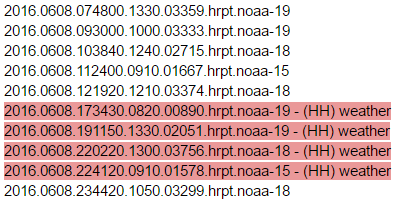 2016.0608.074800.1330.03359.hrpt.noaa-19
2016.0608.093000.1000.03333.hrpt.noaa-19
2016.0608.103840.1240.02715.hrpt.noaa-18
2016.0608.112400.0910.01667.hrpt.noaa-15
2016.0608.121920.1210.03374.hrpt.noaa-18
2016.0608.173430.0820.00890.hrpt.noaa-19 - (HH) weather
2016.0608.191150.1330.02051.hrpt.noaa-19 - (HH) weather
2016.0608.220220.1300.03756.hrpt.noaa-18 - (HH) weather
2016.0608.224120.0910.01578.hrpt.noaa-15 - (HH) weather
2016.0608.234420.1050.03299.hrpt.noaa-18